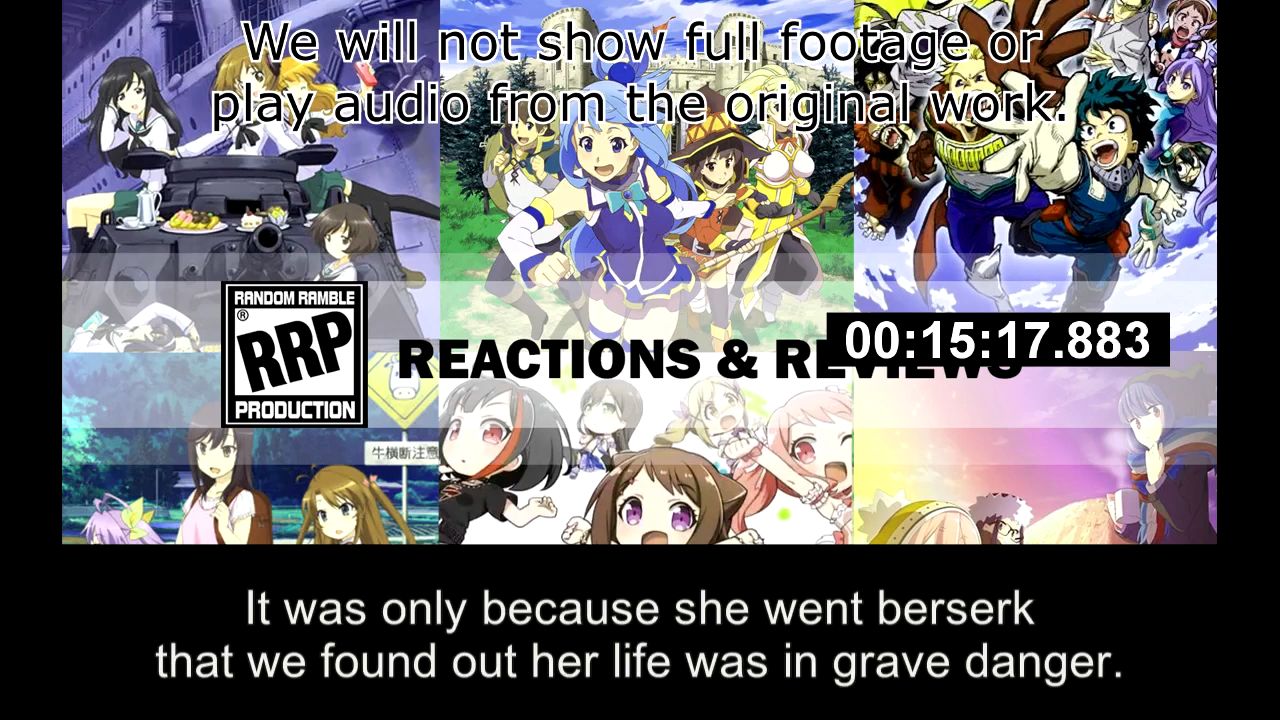 We will not show full footage or
play audio from the original work.
RANDOM RAMBLE
®
RRP
PRODUCTION
REACTIONS & REVIEWS
00:15:17.883
牛横断注意
It was only because she went berserk
that we found out her life was in grave danger.